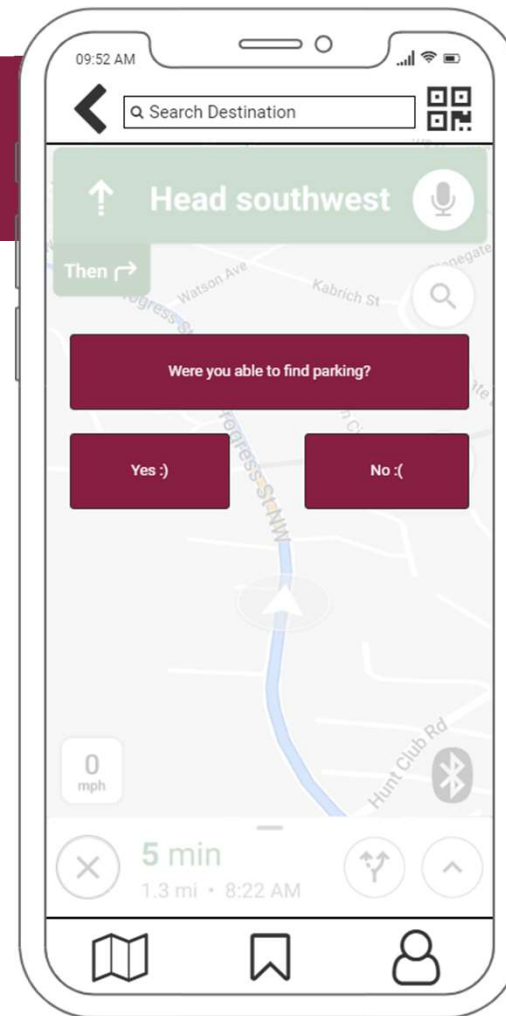 09:52 AM
Search Destination
Head southwest
Then
Watson Ave
Kabrich St
Were you able to find parking?
Yes :)
No :(
ogress St NW
Hunt Club Rd
0
mph
5 min
1.3 mi • 8:22 AM